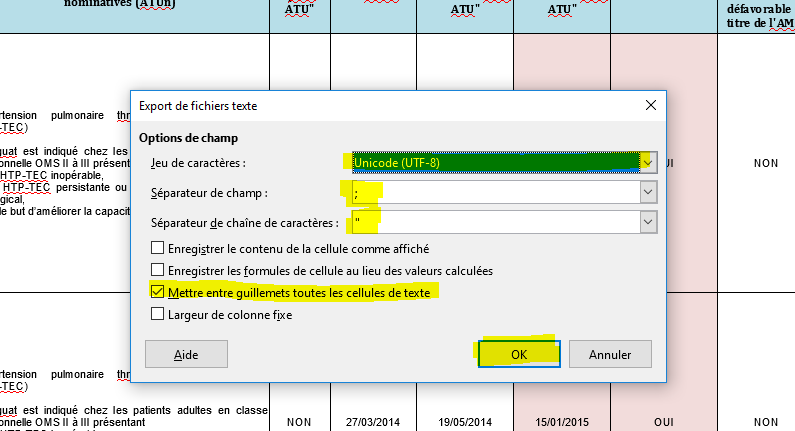 nominatives (ATUn)
ATU"
ATU"
ATU"
défavorable
titre de l'AM
Export de fichiers texte
Options de champ
Jeu de caractères :
Unicode (UTF-8)
Séparateur de champ :
;
Séparateur de chaîne de caractères :
"
Enregistrer le contenu de la cellule comme affiché
Enregistrer les formules de cellule au lieu des valeurs calculées
Mettre entre guillemets toutes les cellules de texte
Largeur de colonne fixe
Aide
OK
Annuler
rtension pulmonaire thr
-TEC)
guat est indiqué chez les
onnelle OMS II à III présentant
HTP-TEC inopérable,
HTP-TEC persistante ou
gical,
le but d'améliorer la capacit
UI
NON
rtension pulmonaire thr
-TEC)
guat est indiqué chez les patients adultes en classe
onnelle OMS II à III présentant
NON
27/03/2014
19/05/2014
15/01/2015
OUI
NON